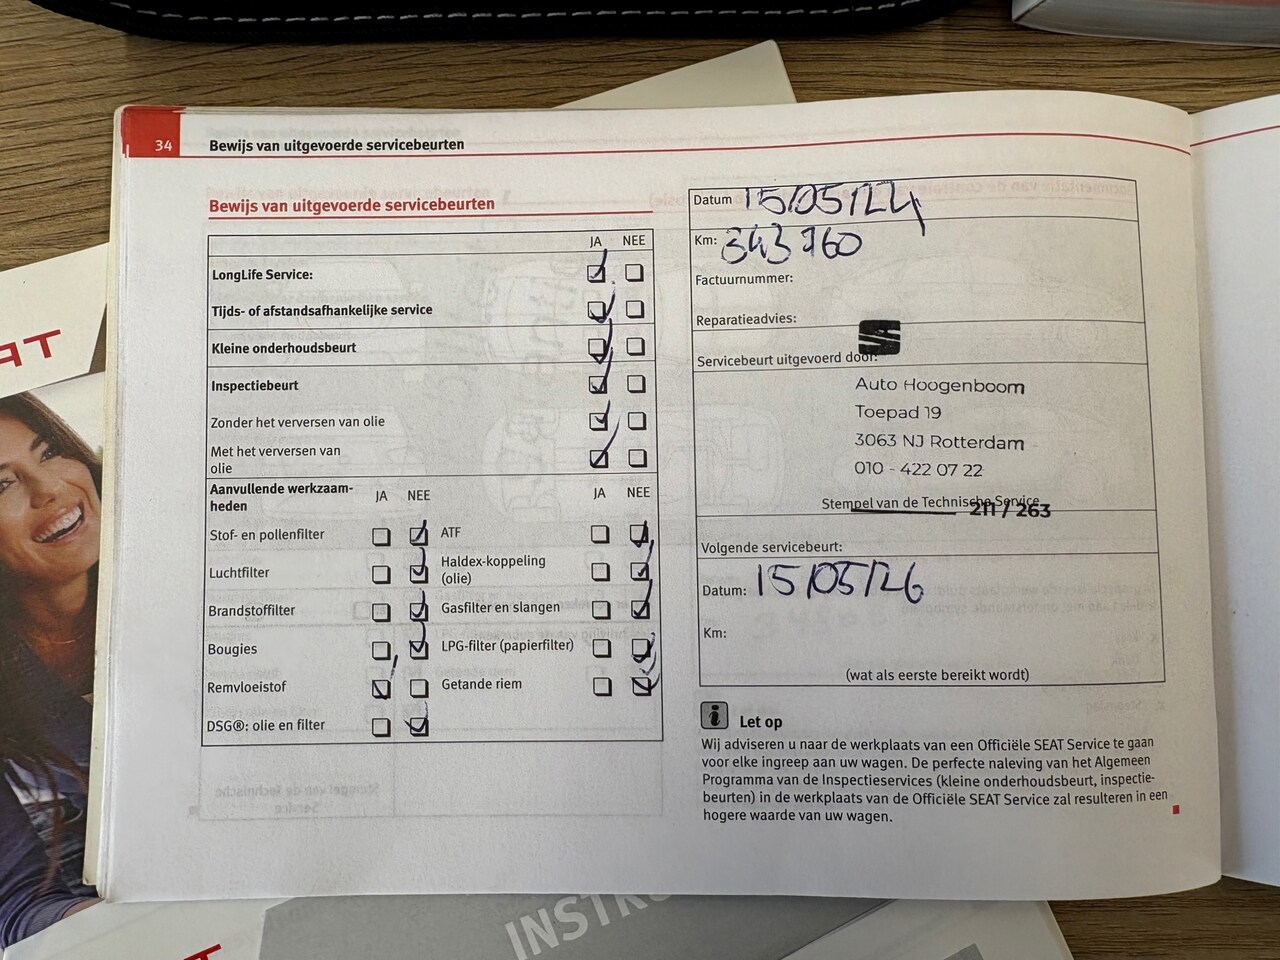 34 Bewijs van uitgevoerde servicebeurten
Bewijs van uitgevoerde servicebeurten
JA NEE
LongLife Service:
Tijds- of afstandsafhankelijke service
Kleine onderhoudsbeurt
Inspectiebeurt
Zonder het verversen van olie
Met het verversen van
olie
Aanvullende werkzaam-
heden
JA NEE
JA NEE
Stof- en pollenfilter
ATF
Luchtfilter
Haldex-koppeling
(olie)
Brandstoffilter
Gasfilter en slangen
Bougies
LPG-filter (papierfilter)
Remvloeistof
Getande riem
DSG®: olie en filter
Datum 15/05/24
Km: 343 760
Factuurnummer:
Reparatieadvies:
Servicebeurt uitgevoerd door:
Auto Hoogenboom
Toepad 19
3063 NJ Rotterdam
010 - 422 07 22
Stempel van de Technische Service
211 / 263
Volgende servicebeurt:
Datum: 15/05/26
Km:
(wat als eerste bereikt wordt)
i Let op
Wij adviseren u naar de werkplaats van een Officiële SEAT Service te gaan
voor elke ingreep aan uw wagen. De perfecte naleving van het Algemeen
Programma van de Inspectieservices (kleine onderhoudsbeurt, inspectie-
beurten) in de werkplaats van de Officiële SEAT Service zal resulteren in een
hogere waarde van uw wagen.